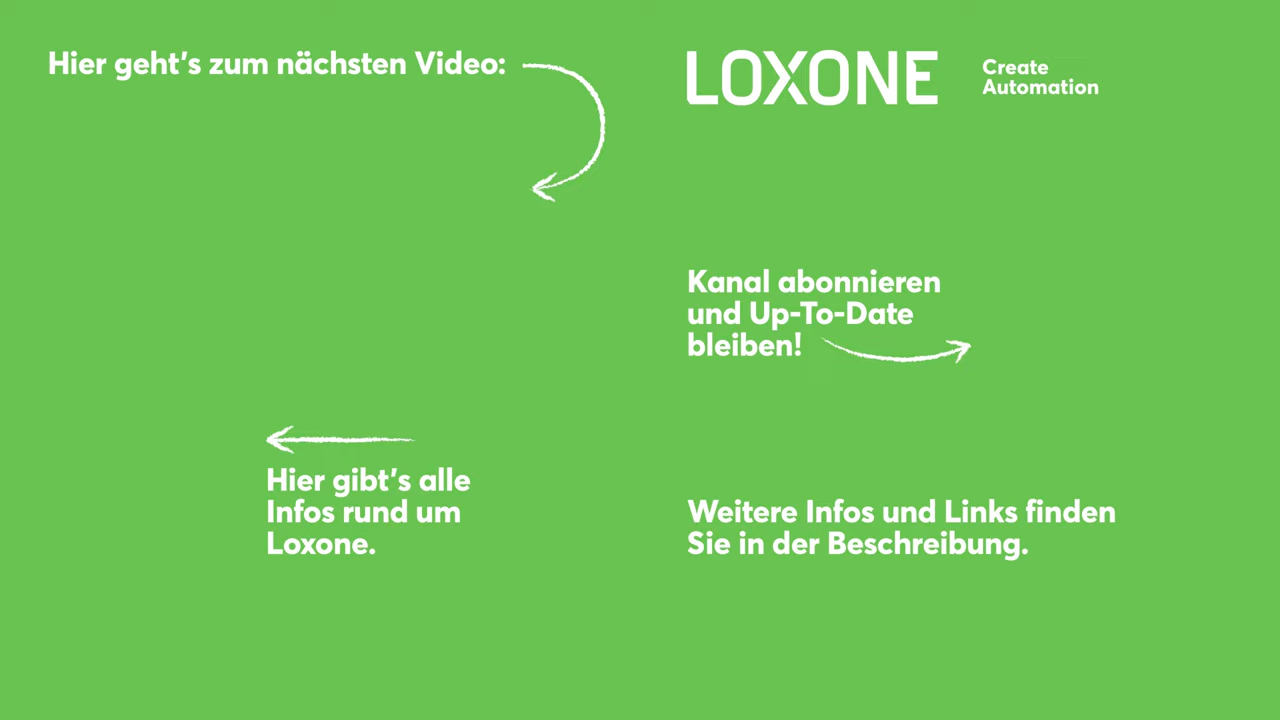 Hier geht's zum nächsten Video:
LOXONE
Create
Automation
Kanal abonnieren
und Up-To-Date
bleiben!
Hier gibt's alle
Infos rund um
Loxone.
Weitere Infos und Links finden
Sie in der Beschreibung.